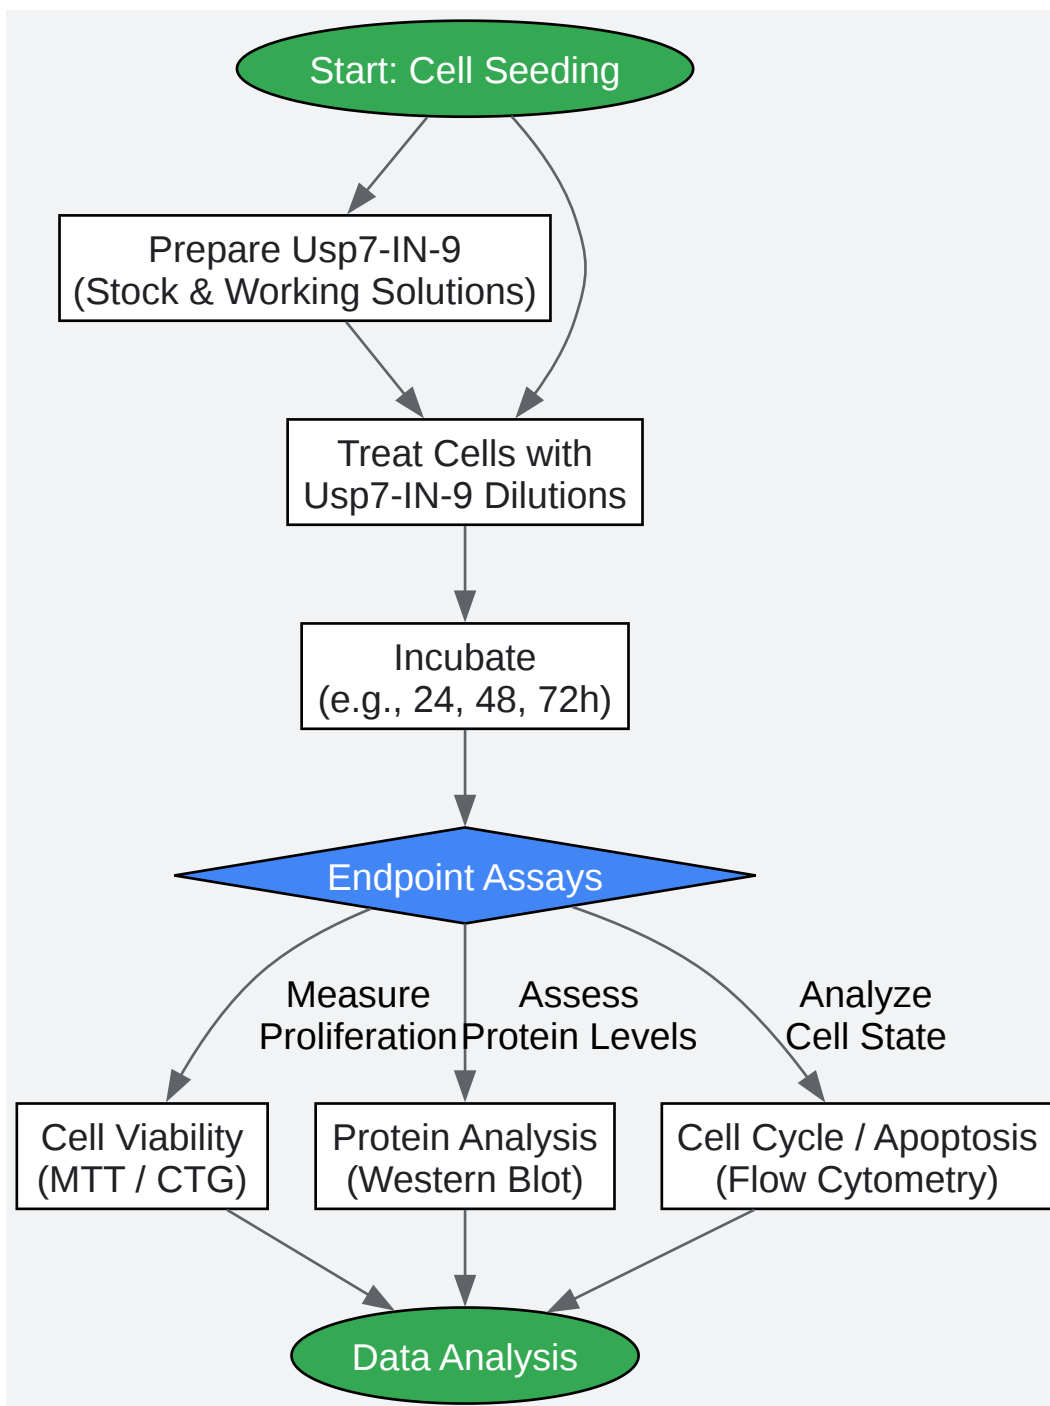 Start: Cell Seeding
Prepare Usp7-IN-9
(Stock & Working Solutions)
Treat Cells with
Usp7-IN-9 Dilutions
Incubate
(e.g., 24, 48, 72h)
Endpoint Assays
Measure
Proliferation
Assess
Protein Levels
Analyze
Cell State
Cell Viability
(MTT / CTG)
Protein Analysis
(Western Blot)
Cell Cycle / Apoptosis
(Flow Cytometry)
Data Analysis